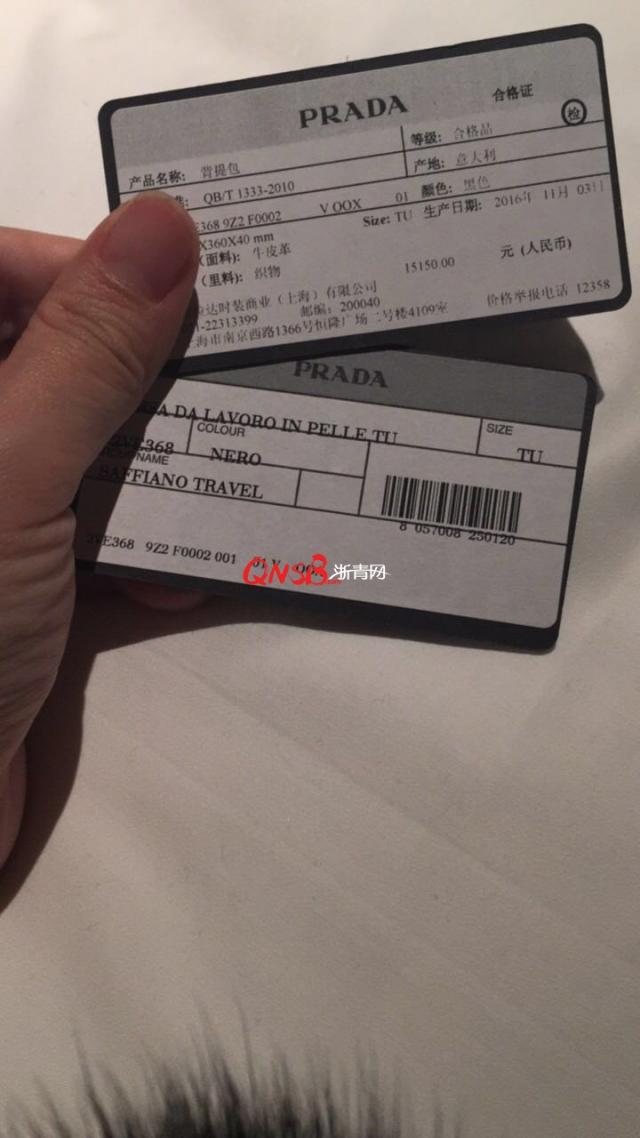 PRADA 合格证
检
产品名称: 背提包 等级: 合格品
QB/T 1333-2010 产地: 意大利
E368 9Z2 F0002 V OOX 01 颜色: 黑色
X360X40 mm Size: TU 生产日期: 2016年 11月 03日
(面料): 牛皮革
(里料): 织物 15150.00 元 (人民币)
达时装商业(上海)有限公司
-22313399 邮编: 200040 价格举报电话 12358
海市南京西路1366号恒隆广场二号楼4109室
PRADA
SA DA LAVORO IN PELLE TU
SIZE
TU
2VE368
COLOUR
NERO
NAME
SAFFIANO TRAVEL
8 057008 250120
2VE368 9Z2 F0002 001 01 V
QNSB 浙青网